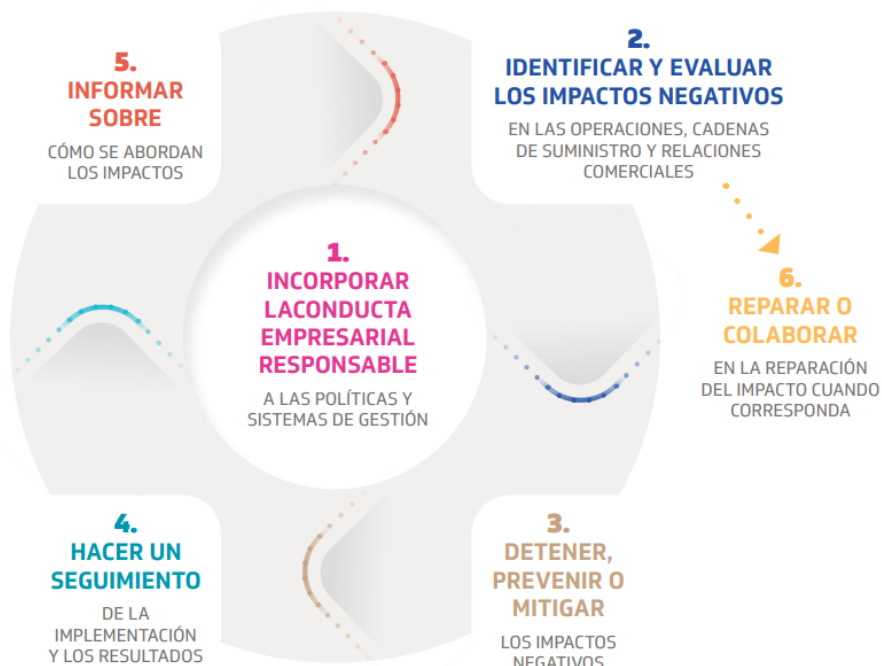 1.
INCORPORAR
LACONDUCTA
EMPRESARIAL
RESPONSABLE
A LAS POLÍTICAS Y
SISTEMAS DE GESTIÓN
2.
IDENTIFICAR Y EVALUAR
LOS IMPACTOS NEGATIVOS
EN LAS OPERACIONES, CADENAS
DE SUMINISTRO Y RELACIONES
COMERCIALES
3.
DETENER,
PREVENIR O
MITIGAR
LOS IMPACTOS
NEGATIVOS
4.
HACER UN
SEGUIMIENTO
DE LA
IMPLEMENTACIÓN
Y LOS RESULTADOS
5.
INFORMAR
SOBRE
CÓMO SE ABORDAN
LOS IMPACTOS
6.
REPARAR O
COLABORAR
EN LA REPARACIÓN
DEL IMPACTO CUANDO
CORRESPONDA